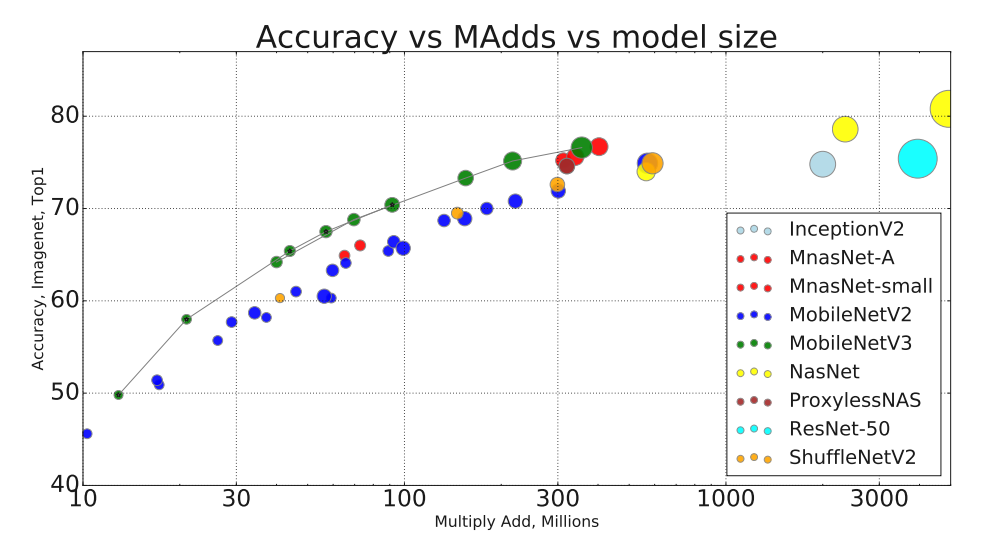 Accuracy vs MAdds vs model size
Accuracy, Imagenet, Top1
80
70
60
50
40
10
30
100
300
1000
3000
Multiply Add, Millions
InceptionV2
MnasNet-A
MnasNet-small
MobileNetV2
MobileNetV3
NasNet
ProxylessNAS
ResNet-50
ShuffleNetV2